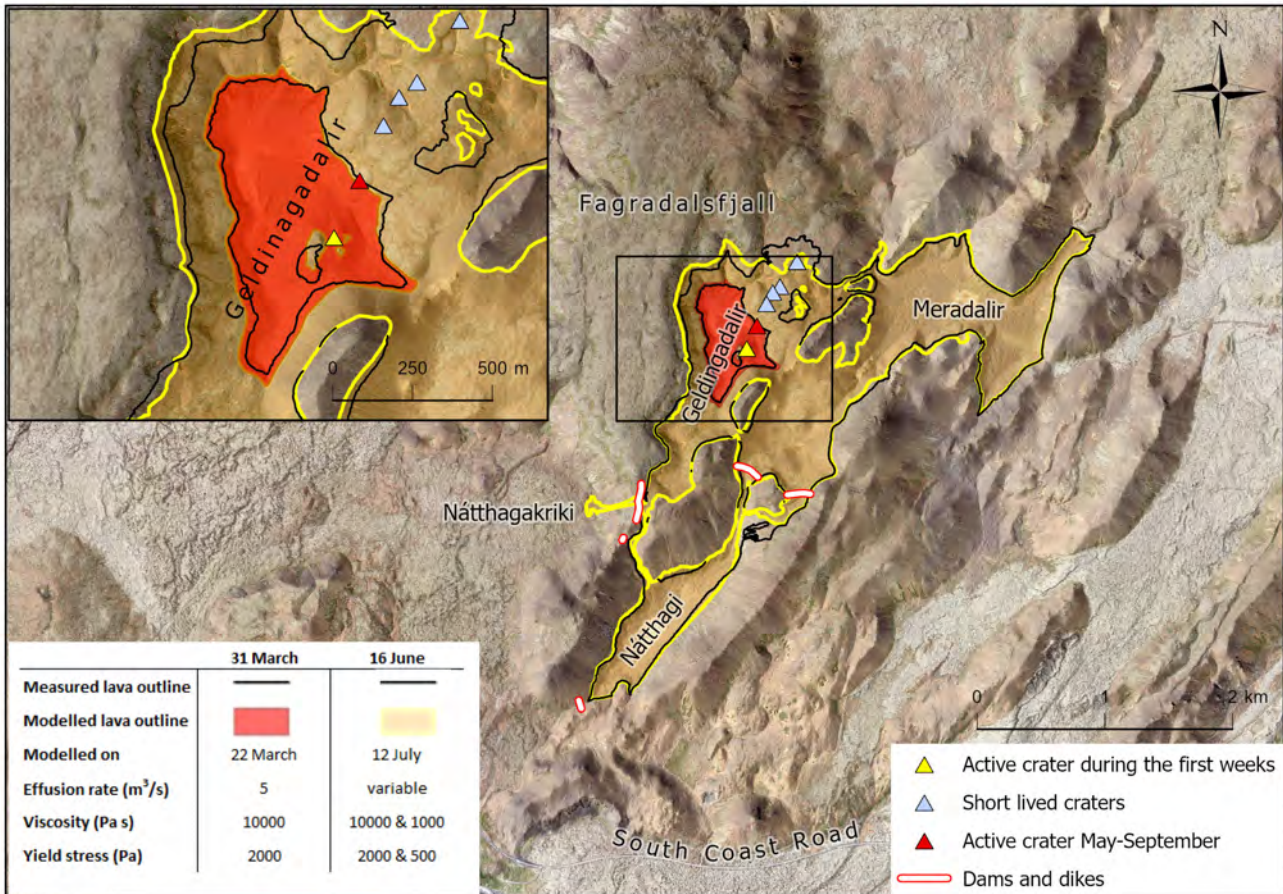 N
Geldinagadalir
0 250 500 m
Fagradalsfjall
Meradalir
Geldingadalir
Nátthagakriki
Nátthagi
0 1 2 km
South Coast Road
31 March 16 June
Measured lava outline
Modelled lava outline
Modelled on 22 March 12 July
Effusion rate (m³/s) 5 variable
Viscosity (Pa s) 10000 10000 & 1000
Yield stress (Pa) 2000 2000 & 500
Active crater during the first weeks
Short lived craters
Active crater May-September
Dams and dikes